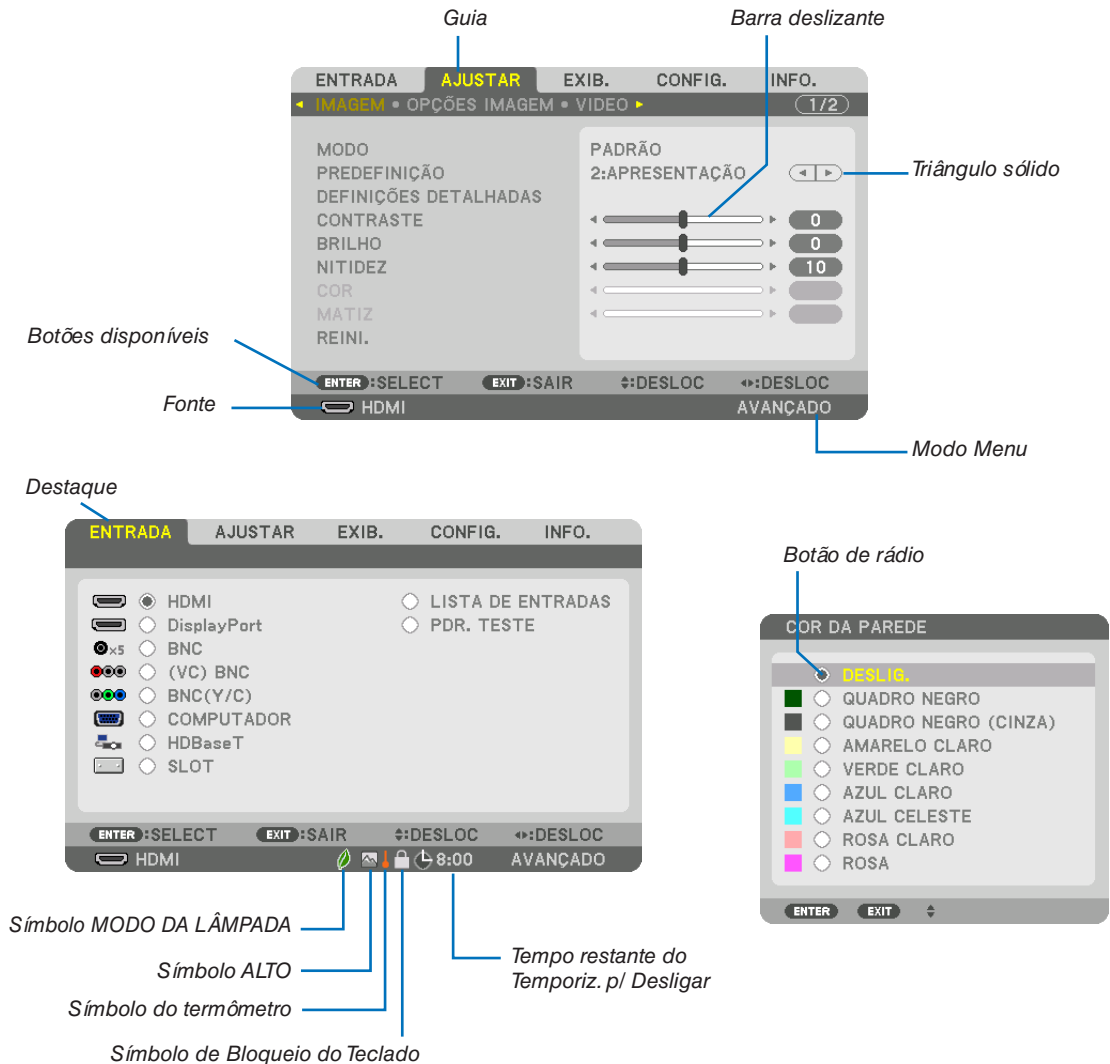 Guia
Barra deslizante
ENTRADA AJUSTAR EXIB. CONFIG. INFO.
IMAGEM • OPÇÕES IMAGEM • VIDEO 1/2
MODO PADRÃO
PREDEFINIÇÃO 2:APRESENTAÇÃO
Triângulo sólido
DEFINIÇÕES DETALHADAS
CONTRASTE 0
BRILHO 0
NITIDEZ 10
COR
MATIZ
REINI.
Botões disponíveis
ENTER :SELECT EXIT :SAIR :DESLOC :DESLOC
Fonte
HDMI AVANÇADO
Modo Menu
Destaque
ENTRADA AJUSTAR EXIB. CONFIG. INFO.
HDMI LISTA DE ENTRADAS
DisplayPort PDR. TESTE
×5 BNC
(VC) BNC
BNC(Y/C)
COMPUTADOR
HDBaseT
SLOT
ENTER :SELECT EXIT :SAIR :DESLOC :DESLOC
HDMI 8:00 AVANÇADO
Botão de rádio
COR DA PAREDE
DESLIG.
QUADRO NEGRO
QUADRO NEGRO (CINZA)
AMARELO CLARO
VERDE CLARO
AZUL CLARO
AZUL CELESTE
ROSA CLARO
ROSA
ENTER EXIT
Símbolo MODO DA LÂMPADA
Símbolo ALTO
Símbolo do termômetro
Símbolo de Bloqueio do Teclado
Tempo restante do
Temporiz. p/ Desligar